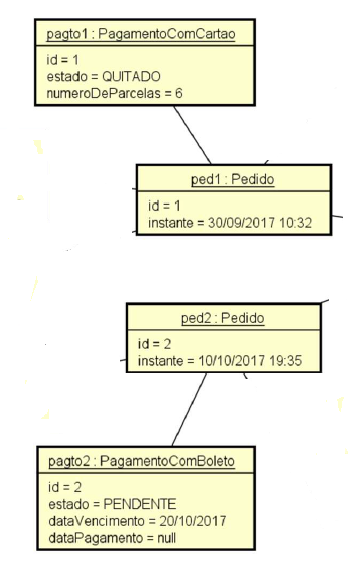 pagto1 : PagamentoComCartao
id = 1
estado = QUITADO
numeroDeParcelas = 6
ped1 : Pedido
id = 1
instante = 30/09/2017 10:32
ped2 : Pedido
id = 2
instante = 10/10/2017 19:35
pagto2 : PagamentoComBoleto
id = 2
estado = PENDENTE
dataVencimento = 20/10/2017
dataPagamento = null